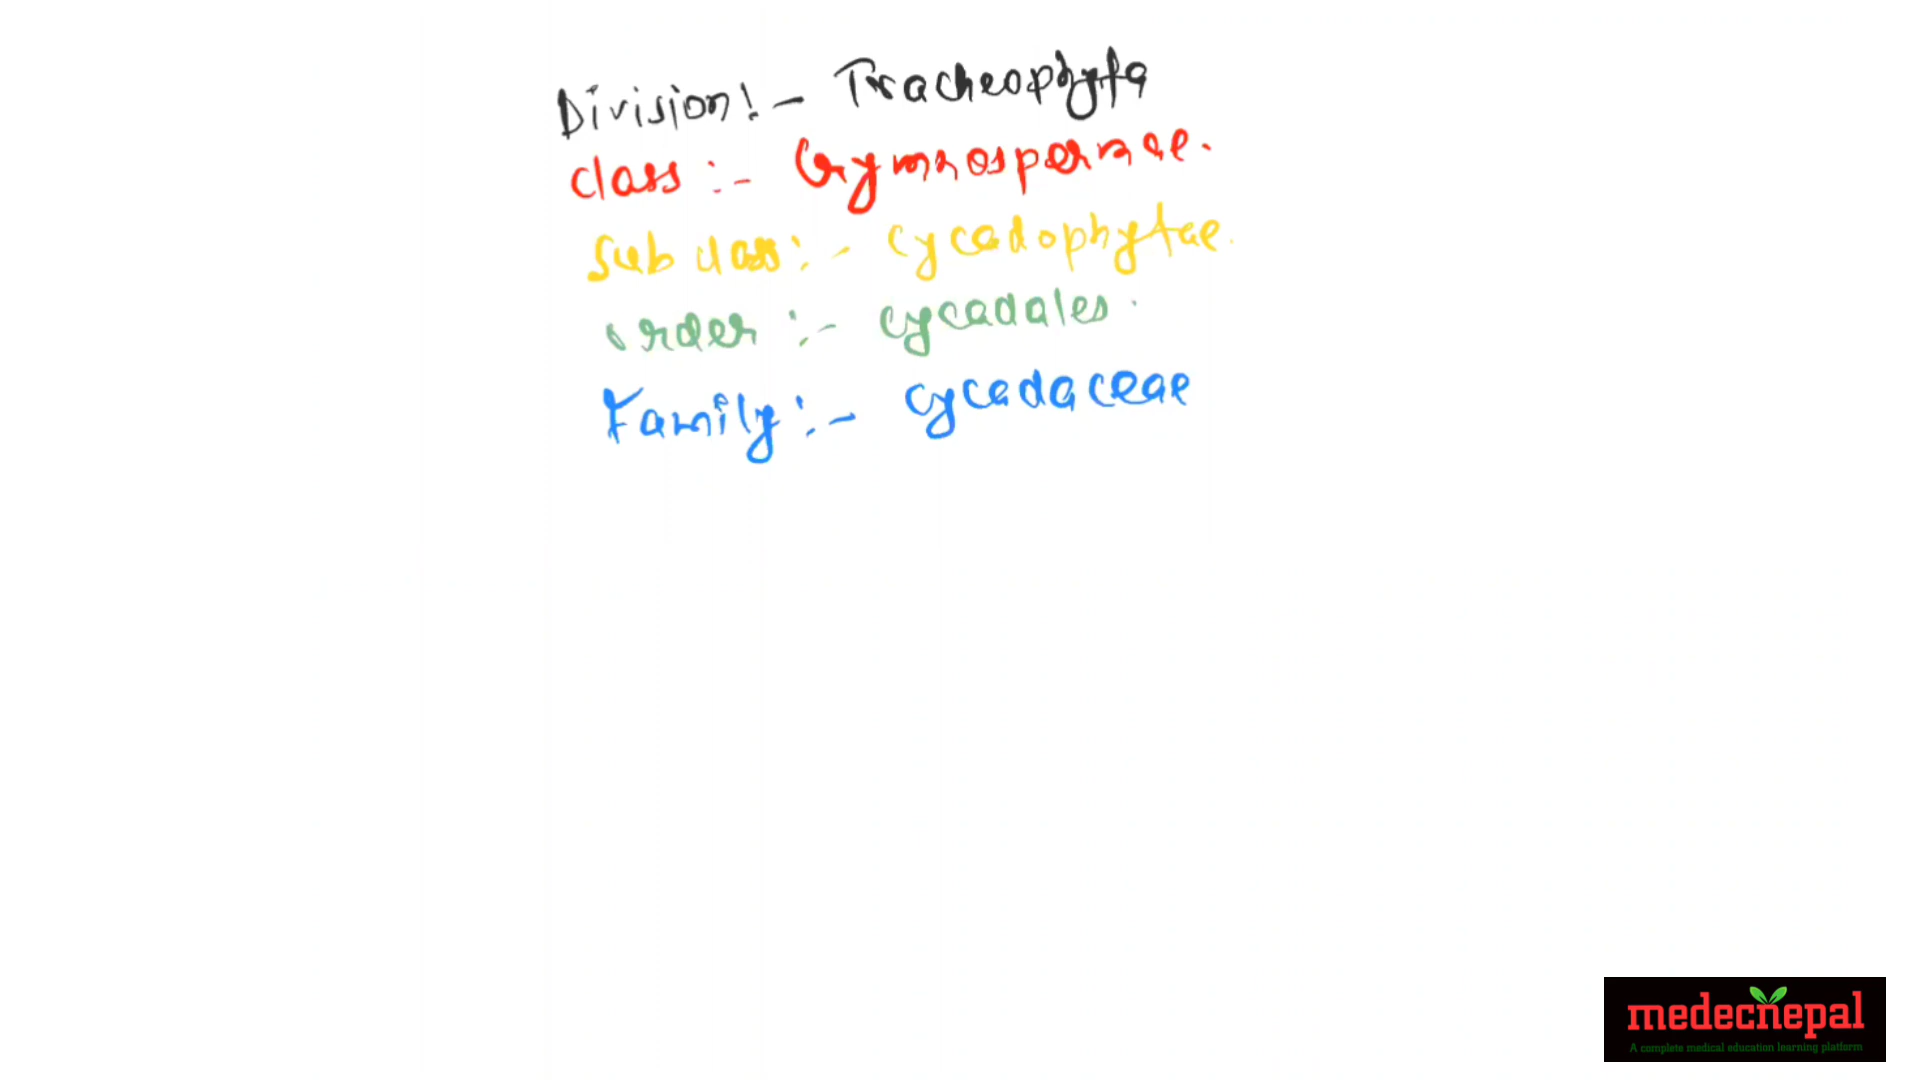 Division:- Tracheophyta
Class:- Gymnospermae.
Sub class:- Cycadophytae.
Order:- Cycadales.
Family:- Cycadaceae
medecnepal
A complete medical education learning platform